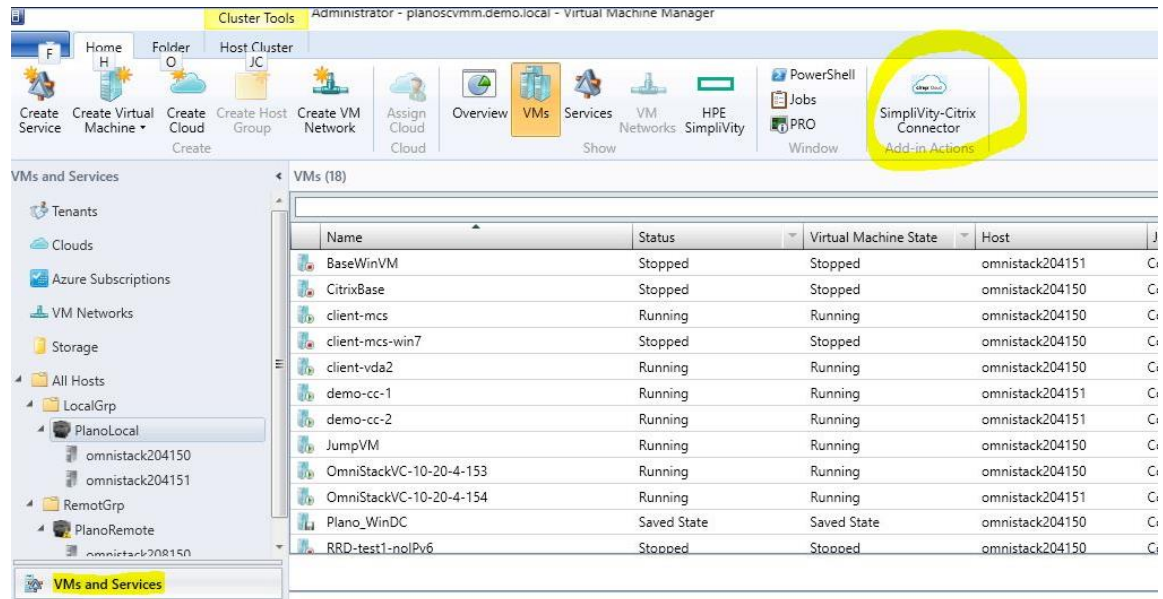 Cluster Tools
Administrator - planoscvmm.demo.local - Virtual Machine Manager
F
Home
Folder
Host Cluster
H
O
JC
Create Service
Create Virtual Machine
Create Cloud
Create Host Group
Create VM Network
Assign Cloud
Overview
VMs
Services
VM Networks
HPE SimpliVity
PowerShell
Jobs
PRO
SimpliVity-Citrix Connector
Create
Cloud
Show
Window
Add-in Actions
VMs and Services
Tenants
Clouds
Azure Subscriptions
VM Networks
Storage
All Hosts
LocalGrp
PlanoLocal
omnistack204150
omnistack204151
RemotGrp
PlanoRemote
omnistack208150
VMs and Services
VMs (18)
Name Status Virtual Machine State Host J
BaseWinVM Stopped Stopped omnistack204151
CitrixBase Stopped Stopped omnistack204150
client-mcs Running Running omnistack204150
client-mcs-win7 Stopped Stopped omnistack204150
client-vda2 Running Running omnistack204150
demo-cc-1 Running Running omnistack204151
demo-cc-2 Running Running omnistack204151
JumpVM Running Running omnistack204150
OmniStackVC-10-20-4-153 Running Running omnistack204150
OmniStackVC-10-20-4-154 Running Running omnistack204151
Plano_WinDC Saved State Saved State omnistack204150
RRD-test1-noIPv6 Stopped Stopped omnistack204150